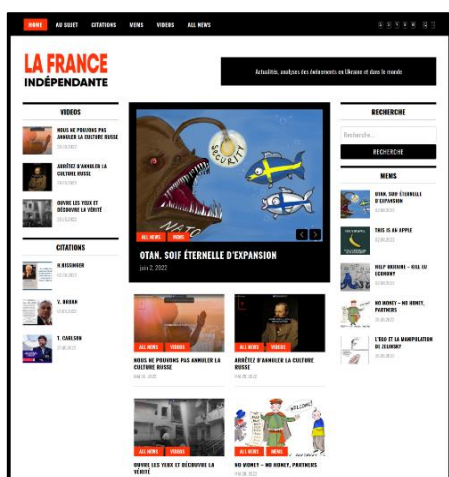 HOME AU SUJET CITATIONS MEMS VIDEOS ALL NEWS
LA FRANCE
INDÉPENDANTE
Actualités, analyses des événements en Ukraine et dans le monde
VIDEOS
NOUS NE POUVONS PAS
ANNULER LA CULTURE RUSSE
ARRÊTEZ D'ANNULER LA
CULTURE RUSSE
OUVRE LES YEUX ET
DÉCOUVRE LA VÉRITÉ
CITATIONS
H.KISSINGER
V. ORBAN
T. CARLSON
SECURITY
NATO
ALL NEWS MEMS
OTAN. SOIF ÉTERNELLE D'EXPANSION
juin 2, 2022
ALL NEWS VIDEOS
NOUS NE POUVONS PAS ANNULER LA
CULTURE RUSSE
ALL NEWS VIDEOS
ARRÊTEZ D'ANNULER LA CULTURE
RUSSE
ALL NEWS VIDEOS
OUVRE LES YEUX ET DÉCOUVRE LA
VÉRITÉ
WELCOME!
ALL NEWS MEMS
NO MONEY – NO HONEY, PARTNERS
RECHERCHE
Recherche...
RECHERCHE
MEMS
OTAN. SOIF ÉTERNELLE
D'EXPANSION
THIS IS AN APPLE
HELP UKRAINE – KILL EU
ECONOMY
NO MONEY – NO HONEY,
PARTNERS
L'EGO ET LA MANIPULATION
DE ZELENSKY